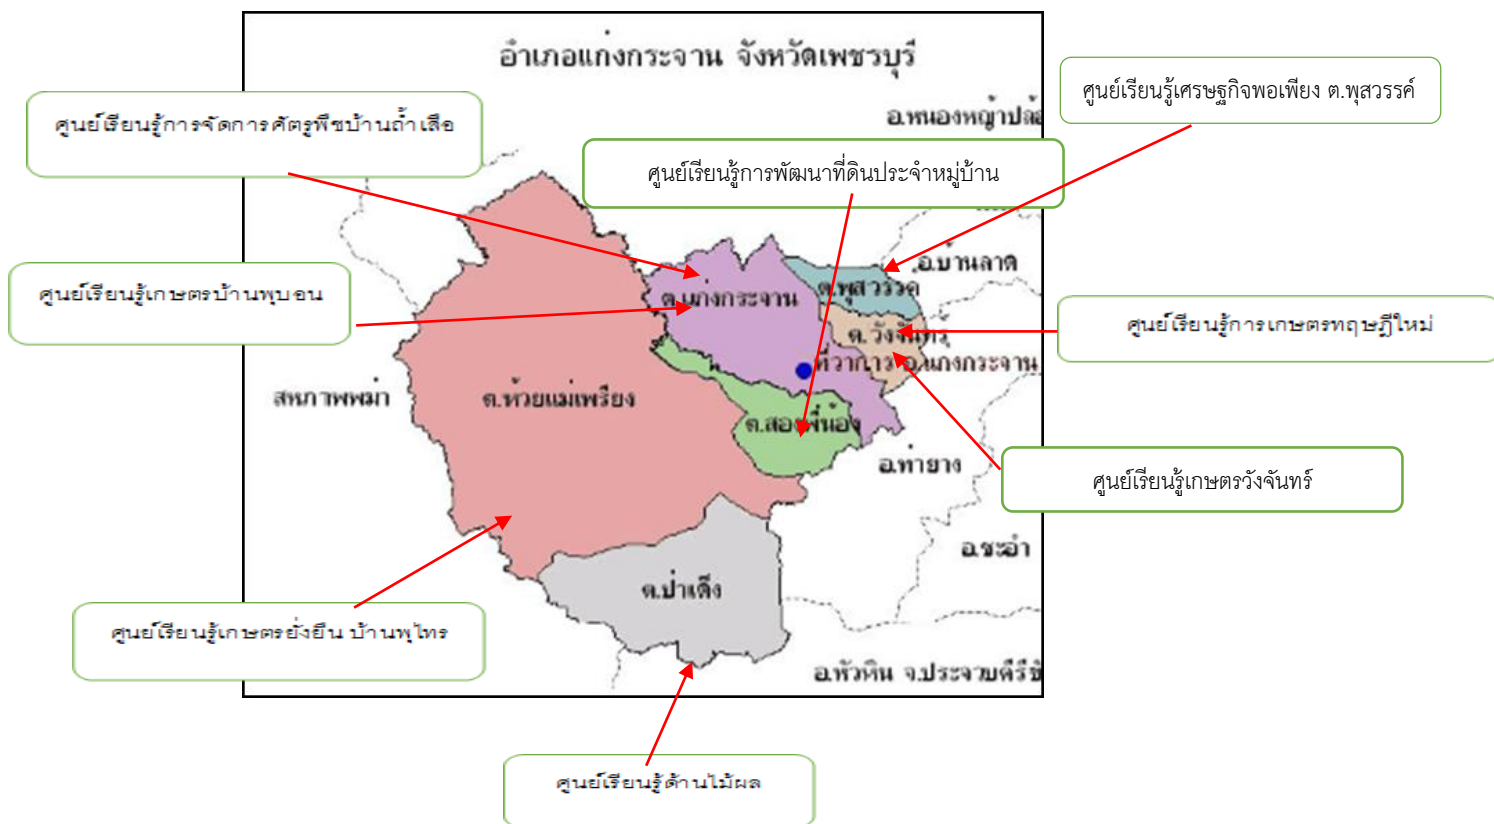 อำเภอแก่งกระจาน จังหวัดเพชรบุรี
ศูนย์เรียนรู้เศรษฐกิจพอเพียง ต.พุสวรรค์
ศูนย์เรียนรู้การจัดการศัตรูพืชบ้านถ้ำเสือ
อ.หนองหญ้าปล้อ
ศูนย์เรียนรู้การพัฒนาที่ดินประจำหมู่บ้าน
อ.บ้านลาด
ศูนย์เรียนรู้เกษตรบ้านพุบอน
ต.แก่งกระจาน
ต.พุสวรรค์
ศูนย์เรียนรู้การเกษตรทฤษฎีใหม่
ต.วังจันทร์
ที่ว่าการ อ.แก่งกระจาน
สหภาพพม่า
ต.ห้วยแม่เพรียง
ต.สองพี่น้อง
อ.ท่ายาง
ศูนย์เรียนรู้เกษตรวังจันทร์
อ.ชะอำ
ต.ป่าเด็ง
ศูนย์เรียนรู้เกษตรยั่งยืน บ้านพุไทร
อ.หัวหิน จ.ประจวบคีรีขั
ศูนย์เรียนรู้ด้านไม้ผล